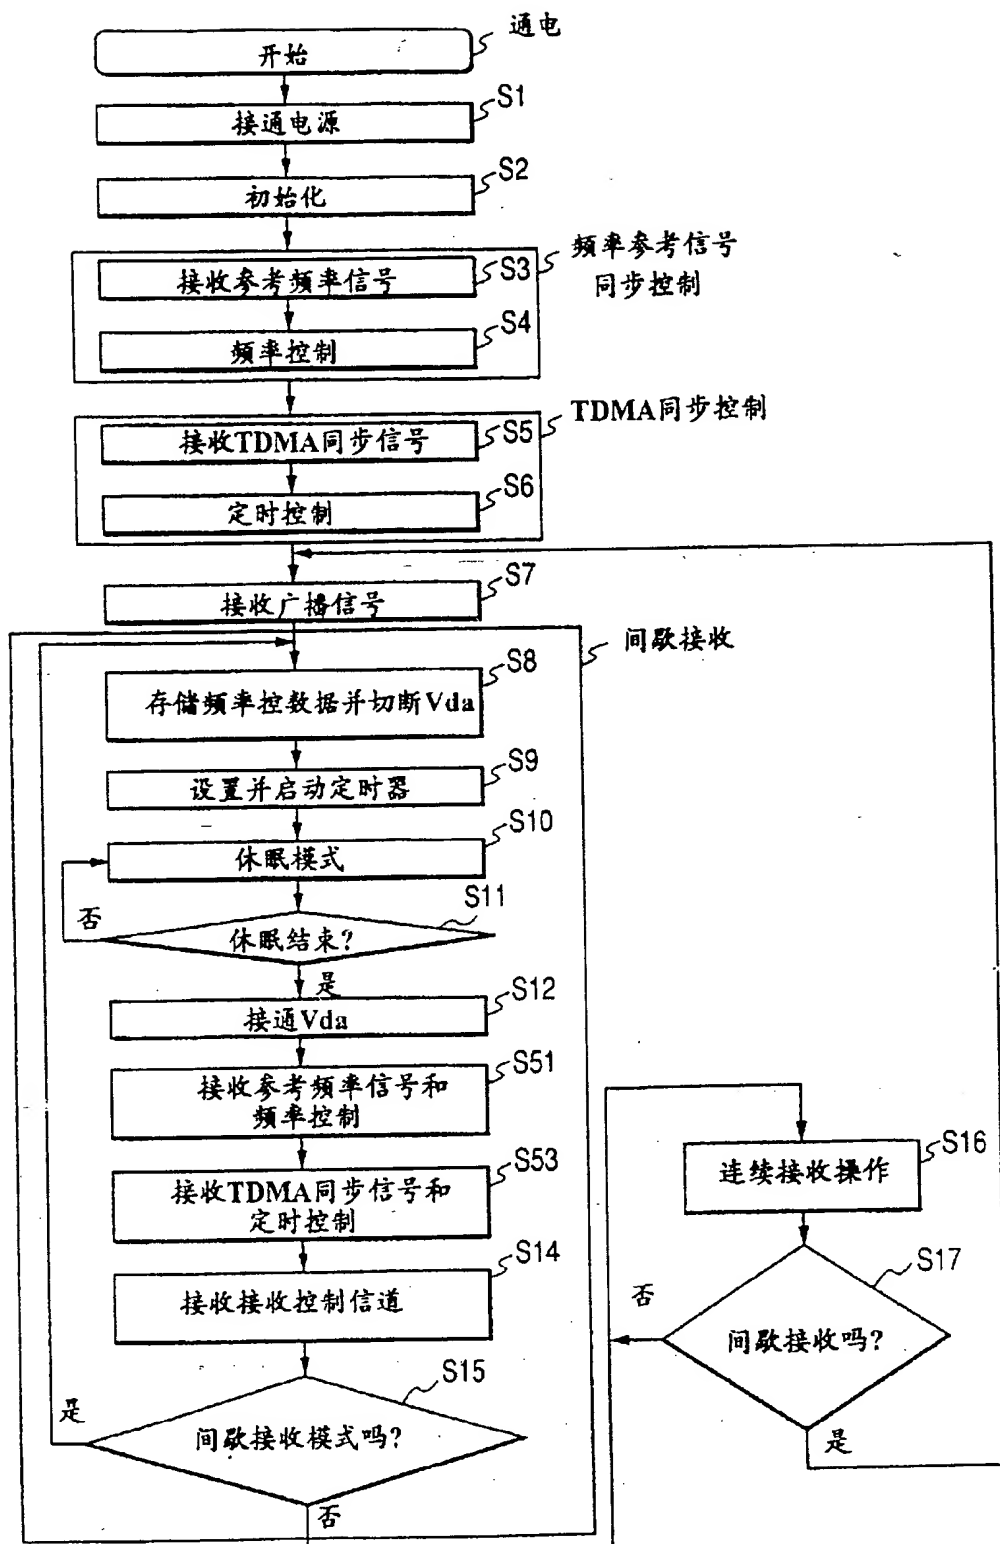 通电
开始
S1
接通电源
S2
初始化
频率参考信号
同步控制
S3
接收参考频率信号
S4
频率控制
TDMA同步控制
S5
接收TDMA同步信号
S6
定时控制
S7
接收广播信号
间歇接收
S8
存储频率控数据并切断Vda
S9
设置并启动定时器
S10
休眠模式
S11
否
休眠结束?
是
S12
接通Vda
S51
接收参考频率信号和
频率控制
S53
接收TDMA同步信号和
定时控制
S14
接收接收控制信道
S15
是
间歇接收模式吗?
否
S16
连续接收操作
S17
否
间歇接收吗?
是